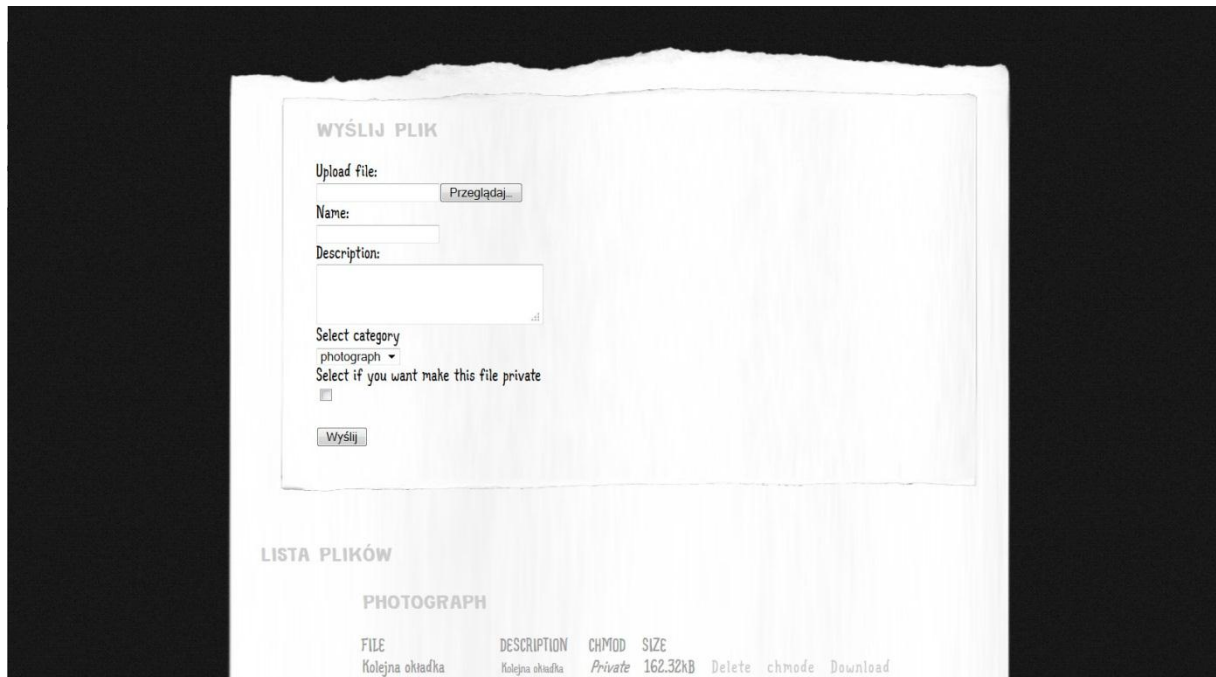 WYŚLIJ PLIK
Upload file:
Przeglądaj...
Name:
Description:
Select category
photograph
Select if you want make this file private
Wyślij
LISTA PLIKÓW
PHOTOGRAPH
FILE DESCRIPTION CHMOD SIZE
Kolejna okładka Kolejna okładka Private 162.32kB Delete chmode Download